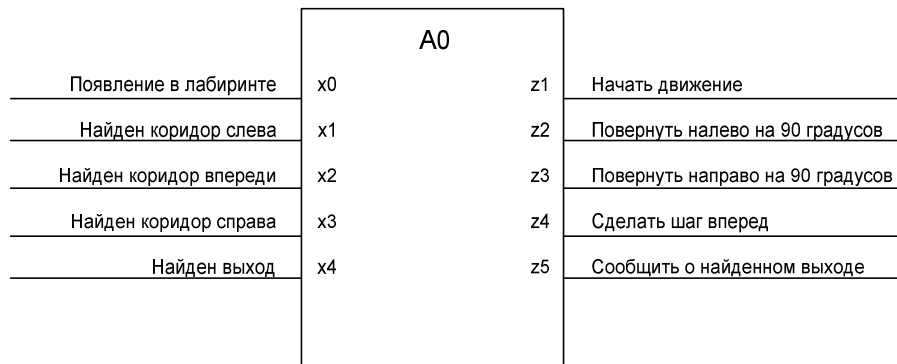 A0
Появление в лабиринте x0 z1 Начать движение
Найден коридор слева x1 z2 Повернуть налево на 90 градусов
Найден коридор впереди x2 z3 Повернуть направо на 90 градусов
Найден коридор справа x3 z4 Сделать шаг вперед
Найден выход x4 z5 Сообщить о найденном выходе